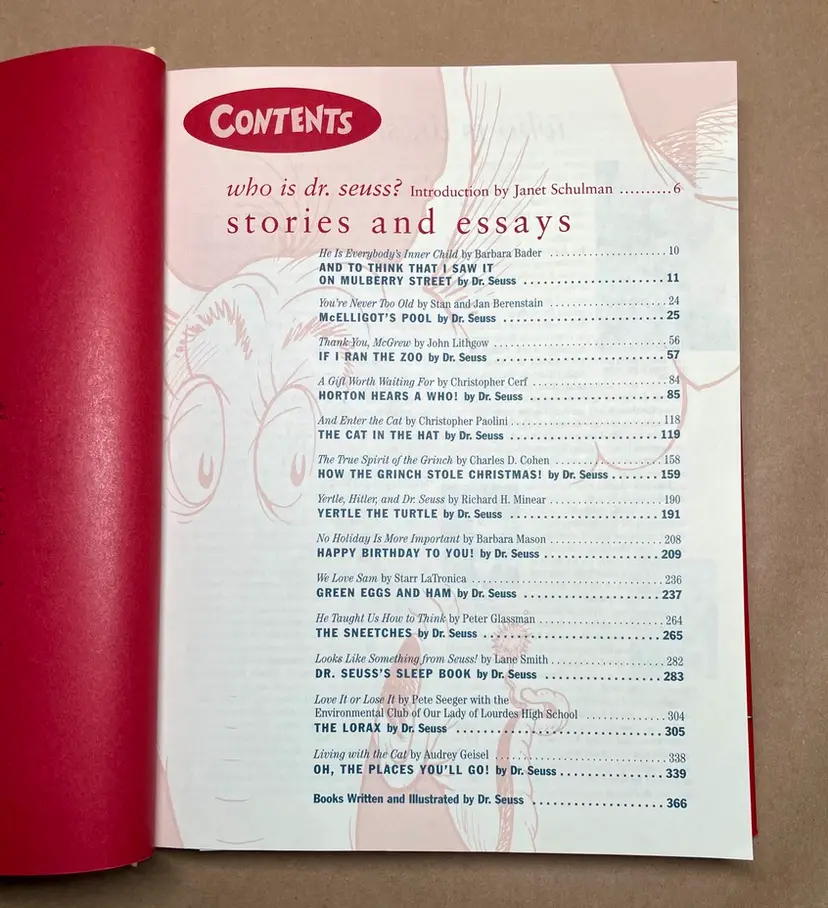 CONTENTS
who is dr. seuss? Introduction by Janet Schulman ..........6
stories and essays
He Is Everybody's Inner Child by Barbara Bader .................... 10
AND TO THINK THAT I SAW IT
ON MULBERRY STREET by Dr. Seuss .................... 11
You're Never Too Old by Stan and Jan Berenstain .................... 24
McELLIGOT'S POOL by Dr. Seuss .................... 25
Thank You, McGrew by John Lithgow .................... 56
IF I RAN THE ZOO by Dr. Seuss .................... 57
A Gift Worth Waiting For by Christopher Cerf .................... 84
HORTON HEARS A WHO! by Dr. Seuss .................... 85
And Enter the Cat by Christopher Paolini .................... 118
THE CAT IN THE HAT by Dr. Seuss .................... 119
The True Spirit of the Grinch by Charles D. Cohen .................... 158
HOW THE GRINCH STOLE CHRISTMAS! by Dr. Seuss ....... 159
Yertle, Hitler, and Dr. Seuss by Richard H. Minear .................... 190
YERTLE THE TURTLE by Dr. Seuss .................... 191
No Holiday Is More Important by Barbara Mason .................... 208
HAPPY BIRTHDAY TO YOU! by Dr. Seuss .................... 209
We Love Sam by Starr LaTronica .................... 236
GREEN EGGS AND HAM by Dr. Seuss .................... 237
He Taught Us How to Think by Peter Glassman .................... 264
THE SNEETCHES by Dr. Seuss .................... 265
Looks Like Something from Seuss! by Lane Smith .................... 282
DR. SEUSS'S SLEEP BOOK by Dr. Seuss .................... 283
Love It or Lose It by Pete Seeger with the
Environmental Club of Our Lady of Lourdes High School .................... 304
THE LORAX by Dr. Seuss .................... 305
Living with the Cat by Audrey Geisel .................... 338
OH, THE PLACES YOU'LL GO! by Dr. Seuss .................... 339
Books Written and Illustrated by Dr. Seuss .................... 366